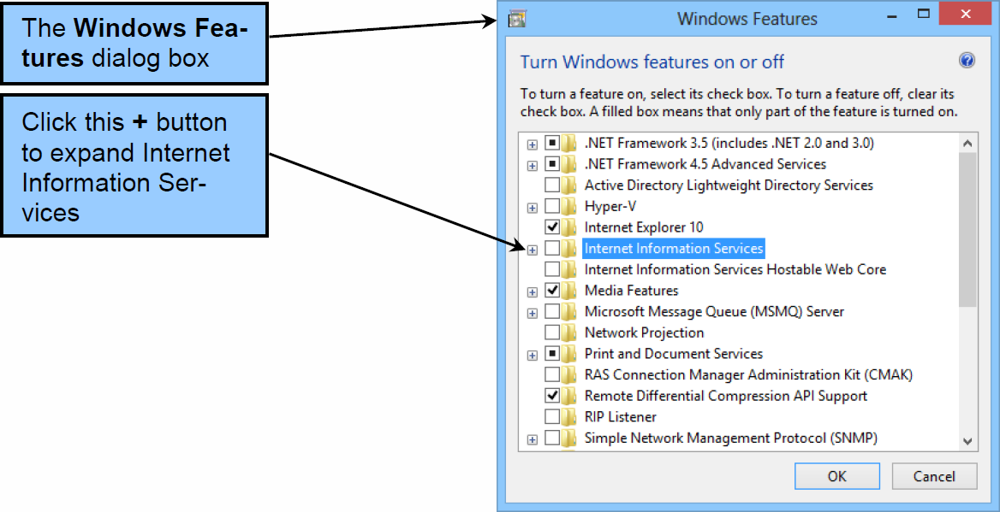 The Windows Fea-
tures dialog box
Click this + button
to expand Internet
Information Ser-
vices
Windows Features
Turn Windows features on or off
To turn a feature on, select its check box. To turn a feature off, clear its
check box. A filled box means that only part of the feature is turned on.
.NET Framework 3.5 (includes .NET 2.0 and 3.0)
.NET Framework 4.5 Advanced Services
Active Directory Lightweight Directory Services
Hyper-V
Internet Explorer 10
Internet Information Services
Internet Information Services Hostable Web Core
Media Features
Microsoft Message Queue (MSMQ) Server
Network Projection
Print and Document Services
RAS Connection Manager Administration Kit (CMAK)
Remote Differential Compression API Support
RIP Listener
Simple Network Management Protocol (SNMP)
OK
Cancel